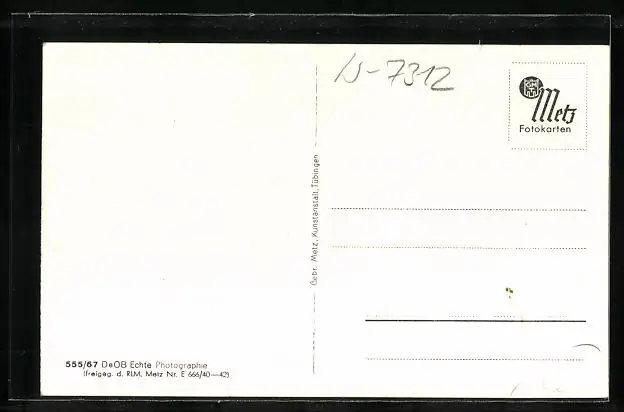 W-7312
Metz
Fotokarten
Gebr. Metz, Kunstanstalt, Tübingen
555/67 DeOB Echte Photographie
(freigeg. d. RLM, Metz Nr. E 666/40—42)